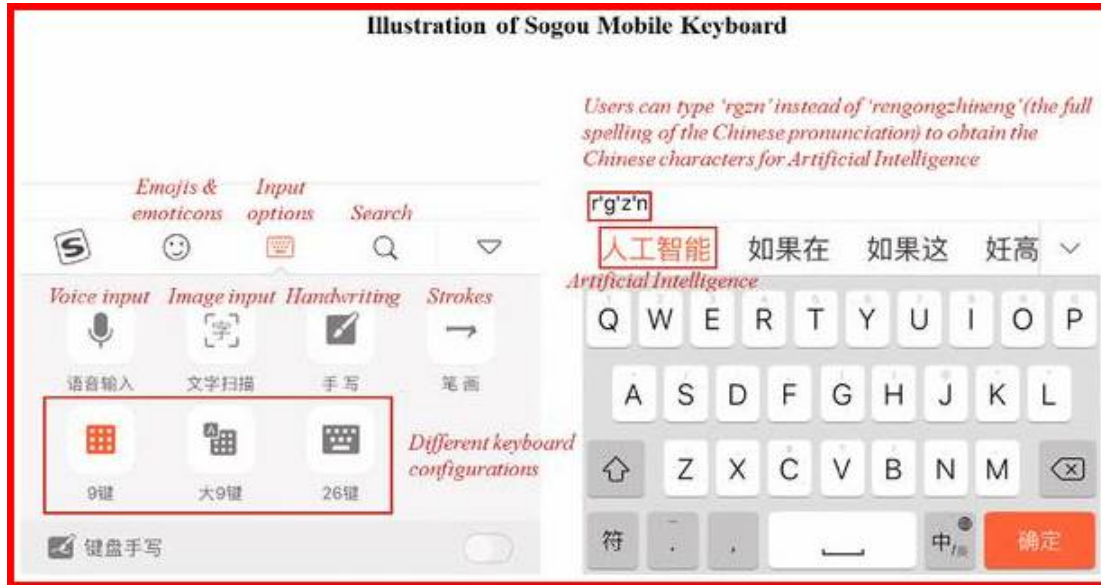 Illustration of Sogou Mobile Keyboard
Users can type 'rgzn' instead of 'rengongzhineng' (the full
spelling of the Chinese pronunciation) to obtain the
Chinese characters for Artificial Intelligence
Emojis &
emoticons
Input
options
Search
S
Voice input Image input Handwriting Strokes
字
语音输入 文字扫描 手写 笔画
Different keyboard
configurations
A
9键 大9键 26键
键盘手写
r'g'z'n
人工智能 如果在 如果这 妊高
Artificial Intelligence
Q W E R T Y U I O P
A S D F G H J K L
Z X C V B N M
符 . , 中/英 确定